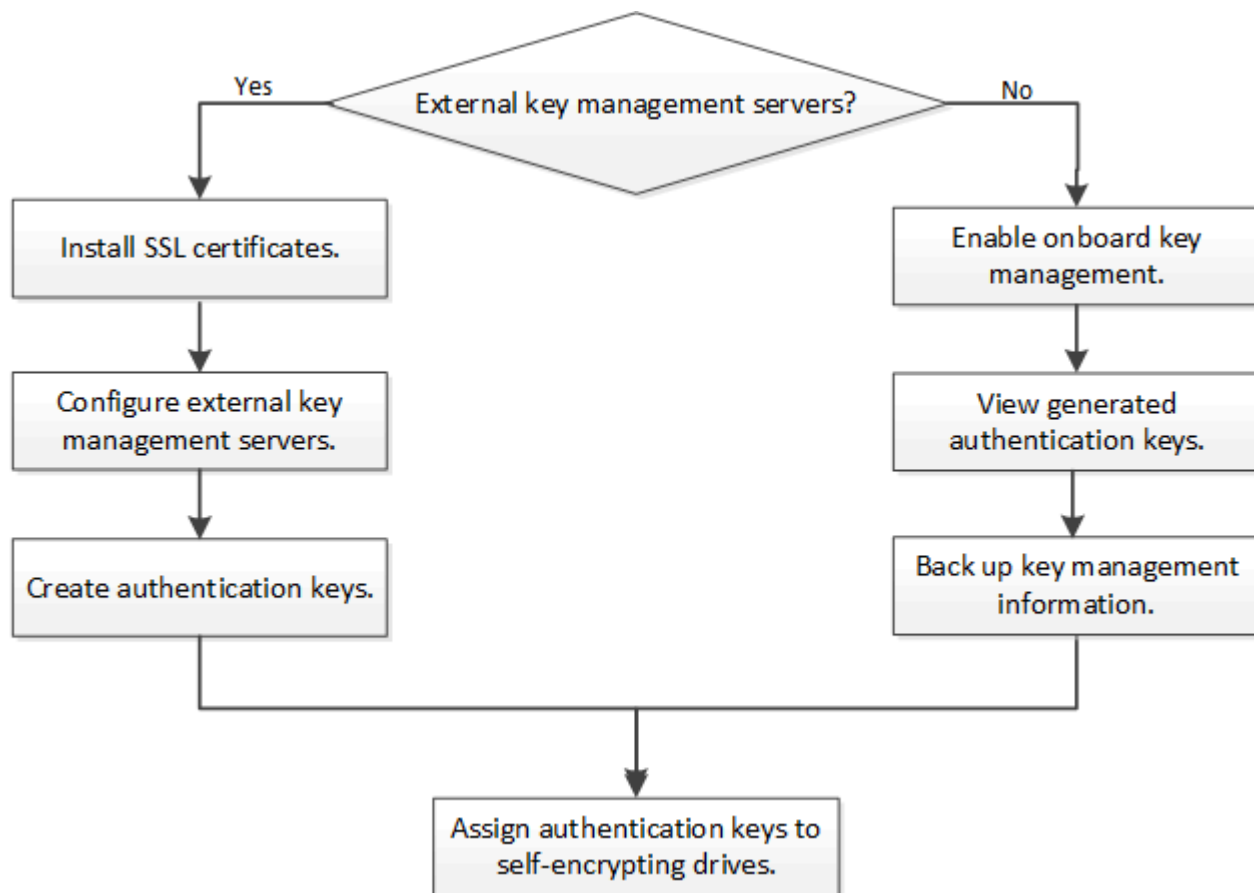 Yes
External key management servers?
No
Install SSL certificates.
Enable onboard key
management.
Configure external key
management servers.
View generated
authentication keys.
Create authentication keys.
Back up key management
information.
Assign authentication keys to
self-encrypting drives.